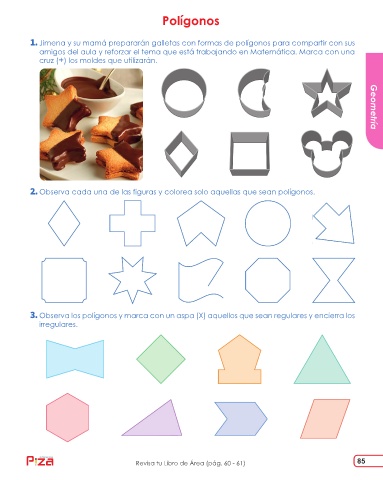 Polígonos
1. Jimena y su mamá prepararán galletas con formas de polígonos para compartir con sus
amigos del aula y reforzar el tema que está trabajando en Matemática. Marca con una
cruz (+) los moldes que utilizarán.
Geometría
2. Observa cada una de las figuras y colorea solo aquellas que sean polígonos.
3. Observa los polígonos y marca con un aspa (X) aquellos que sean regulares y encierra los
irregulares.
Piza
Revisa tu Libro de Área (pág. 60 - 61)
85